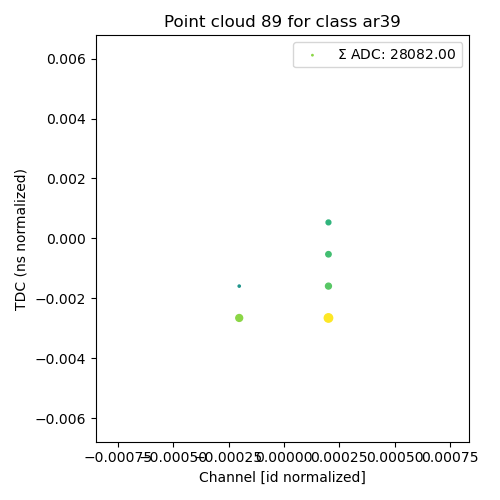 Point cloud 89 for class ar39
Σ ADC: 28082.00
TDC (ns normalized)
0.006
0.004
0.002
0.000
−0.002
−0.004
−0.006
−0.00075 −0.00050 −0.00025 0.00000 0.00025 0.00050 0.00075
Channel [id normalized]